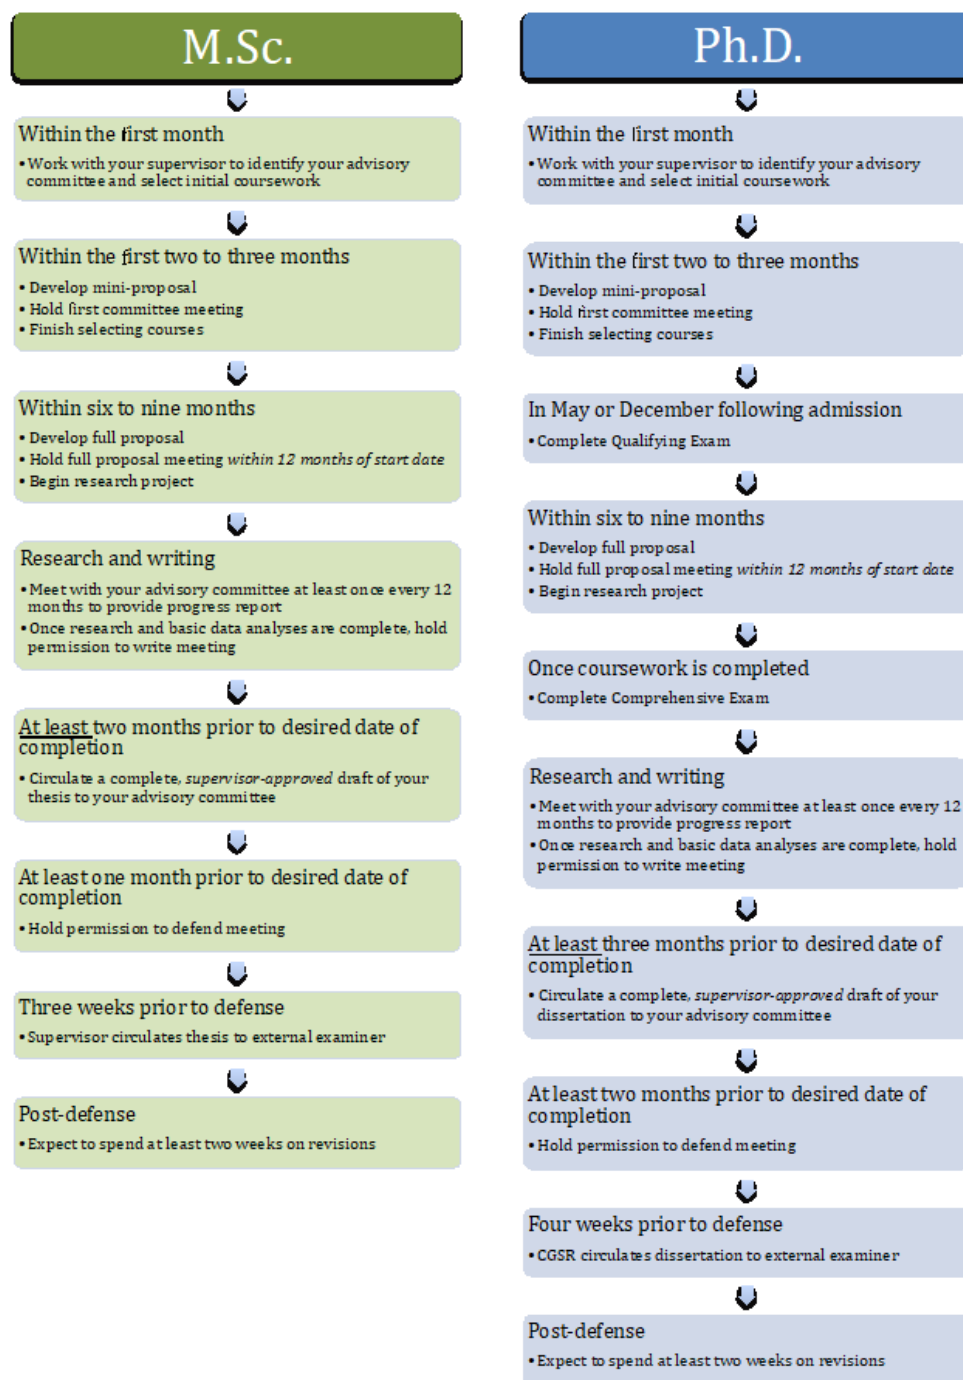 M.Sc.
Within the first month
• Work with your supervisor to identify your advisory
committee and select initial coursework
Within the first two to three months
• Develop mini-proposal
• Hold first committee meeting
• Finish selecting courses
Within six to nine months
• Develop full proposal
• Hold full proposal meeting within 12 months of start date
• Begin research project
Research and writing
• Meet with your advisory committee at least once every 12
months to provide progress report
• Once research and basic data analyses are complete, hold
permission to write meeting
At least two months prior to desired date of
completion
• Circulate a complete, supervisor-approved draft of your
thesis to your advisory committee
At least one month prior to desired date of
completion
• Hold permission to defend meeting
Three weeks prior to defense
• Supervisor circulates thesis to external examiner
Post-defense
• Expect to spend at least two weeks on revisions
Ph.D.
Within the first month
• Work with your supervisor to identify your advisory
committee and select initial coursework
Within the first two to three months
• Develop mini-proposal
• Hold first committee meeting
• Finish selecting courses
In May or December following admission
• Complete Qualifying Exam
Within six to nine months
• Develop full proposal
• Hold full proposal meeting within 12 months of start date
• Begin research project
Once coursework is completed
• Complete Comprehensive Exam
Research and writing
• Meet with your advisory committee at least once every 12
months to provide progress report
• Once research and basic data analyses are complete, hold
permission to write meeting
At least three months prior to desired date of
completion
• Circulate a complete, supervisor-approved draft of your
dissertation to your advisory committee
At least two months prior to desired date of
completion
• Hold permission to defend meeting
Four weeks prior to defense
• CGSR circulates dissertation to external examiner
Post-defense
• Expect to spend at least two weeks on revisions